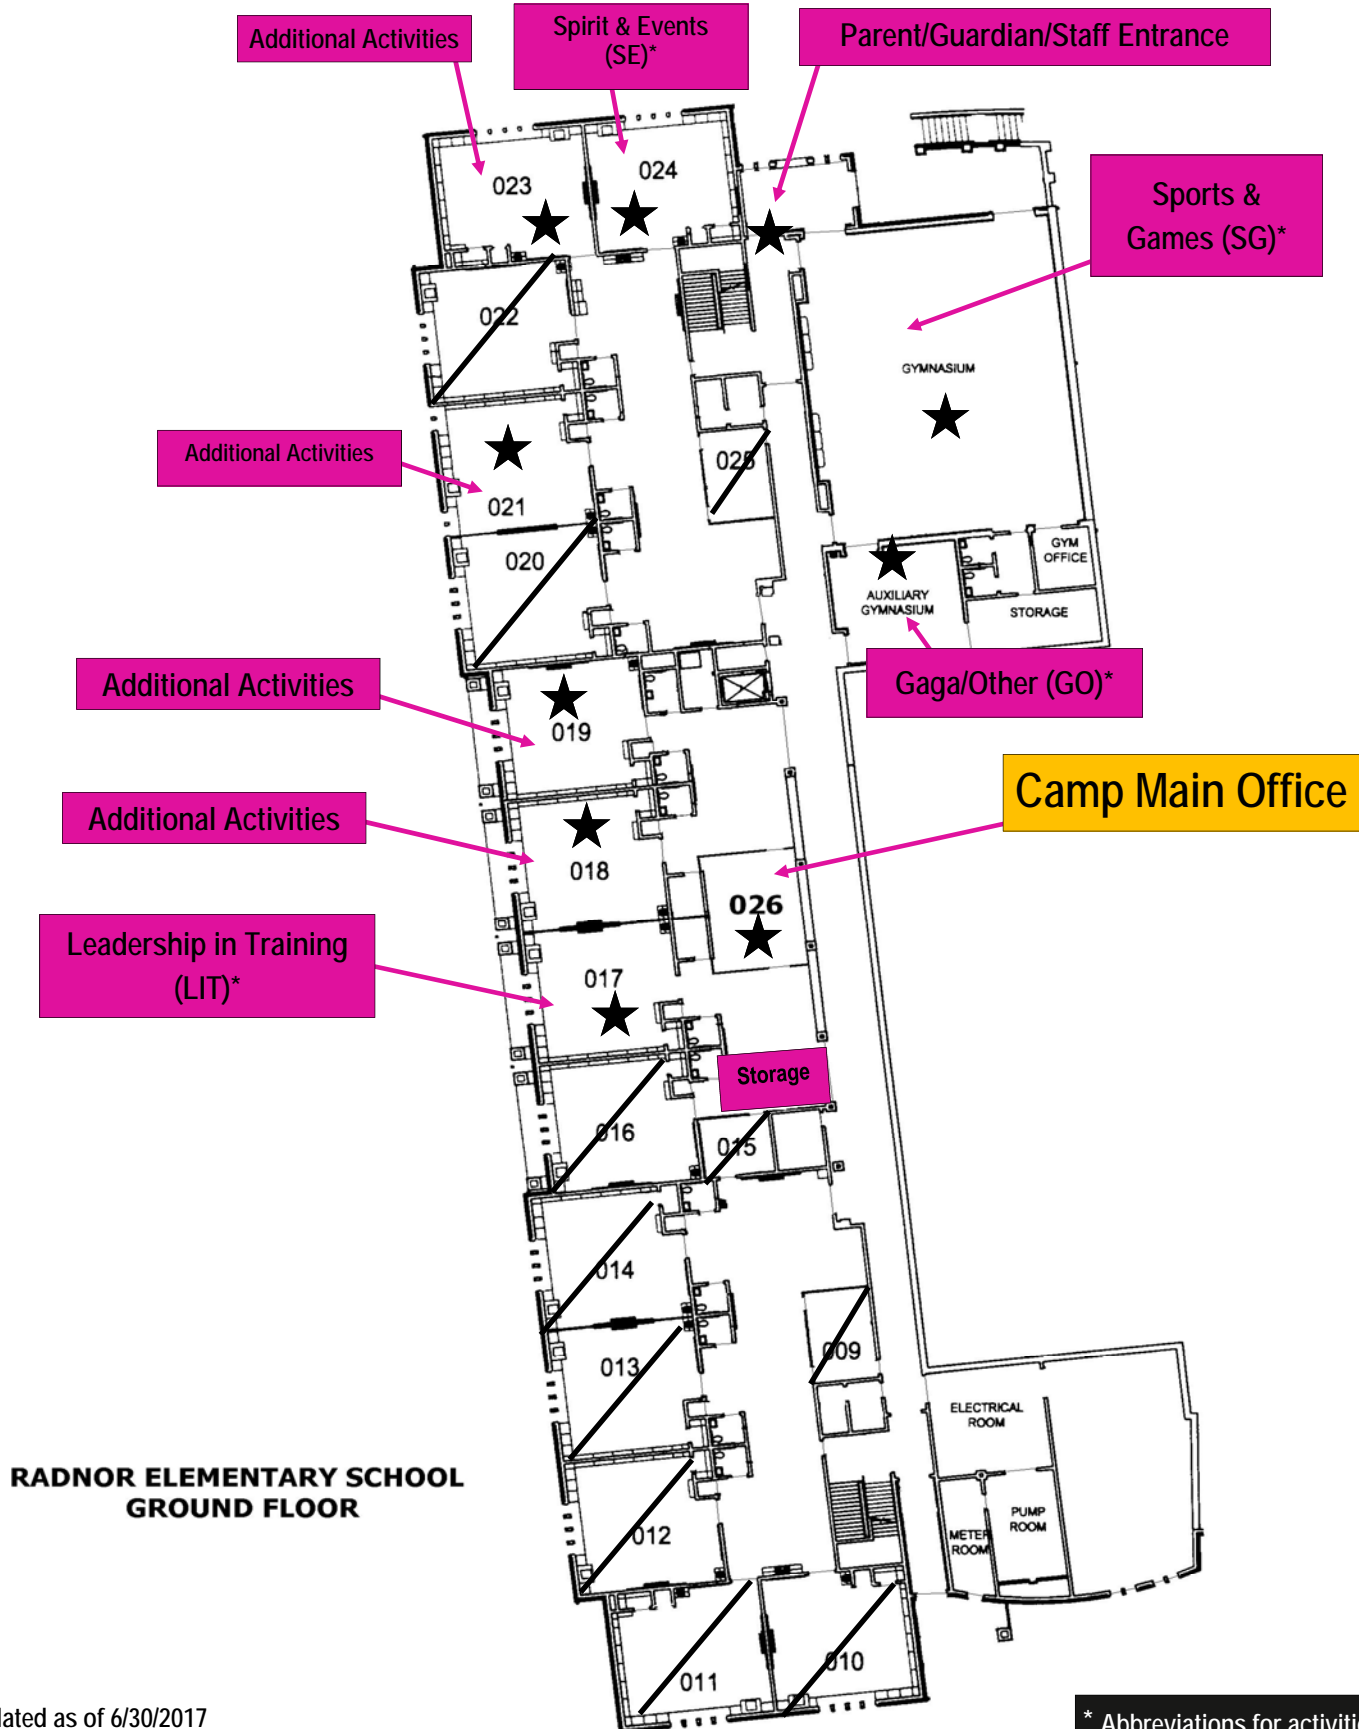 Additional Activities
Spirit & Events
(SE)*
Parent/Guardian/Staff Entrance
023
024
Sports &
Games (SG)*
022
GYMNASIUM
Additional Activities
025
021
020
GYM
OFFICE
AUXILIARY
GYMNASIUM
STORAGE
Additional Activities
Gaga/Other (GO)*
019
Camp Main Office
Additional Activities
018
026
Leadership in Training
(LIT)*
017
Storage
016
015
014
013
009
ELECTRICAL
ROOM
RADNOR ELEMENTARY SCHOOL
GROUND FLOOR
012
PUMP
ROOM
METER
ROOM
011
010
as of 6/30/2017
* Abbreviations for